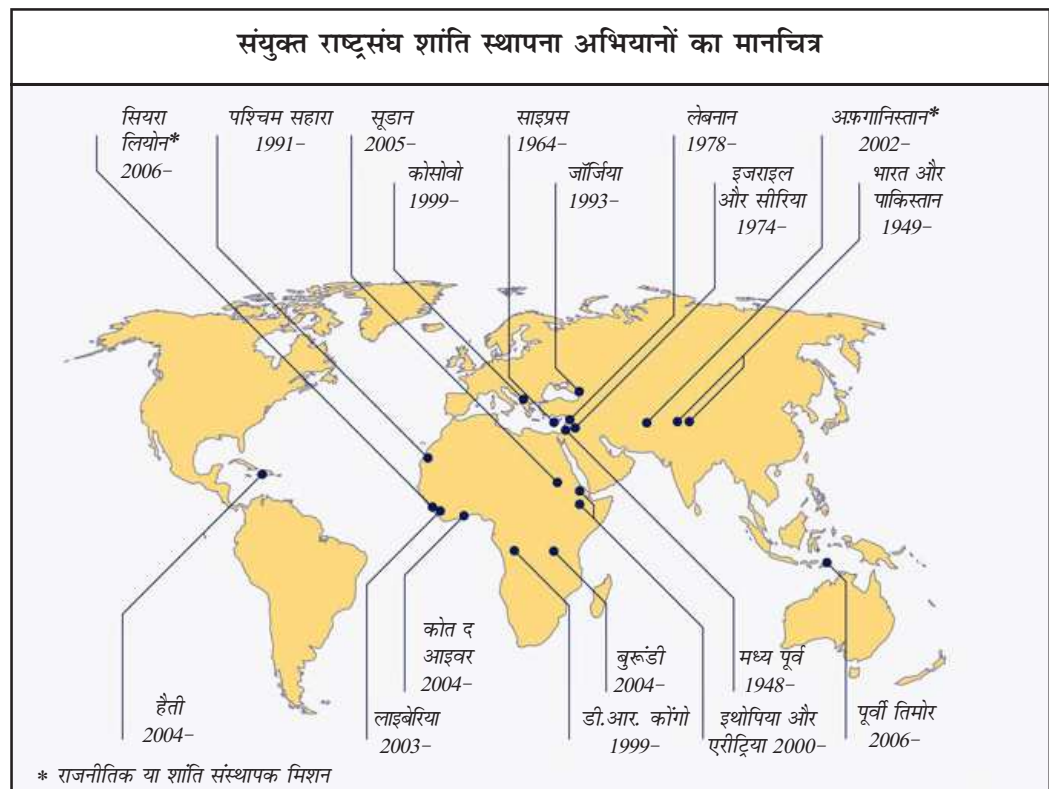 संयुक्त राष्ट्रसंघ शांति स्थापना अभियानों का मानचित्र
सियरा
लियोन*
2006–
पश्चिम सहारा
1991–
सूडान
2005–
कोसोवो
1999–
साइप्रस
1964–
जॉर्जिया
1993–
लेबनान
1978–
इजराइल
और सीरिया
1974–
अफ़गानिस्तान*
2002–
भारत और
पाकिस्तान
1949–
हैती
2004–
लाइबेरिया
2003–
कोत द
आइवर
2004–
डी.आर. कोंगो
1999–
बुरूंडी
2004–
इथोपिया और
एरीट्रिया 2000–
मध्य पूर्व
1948–
पूर्वी तिमोर
2006–
* राजनीतिक या शांति संस्थापक मिशन